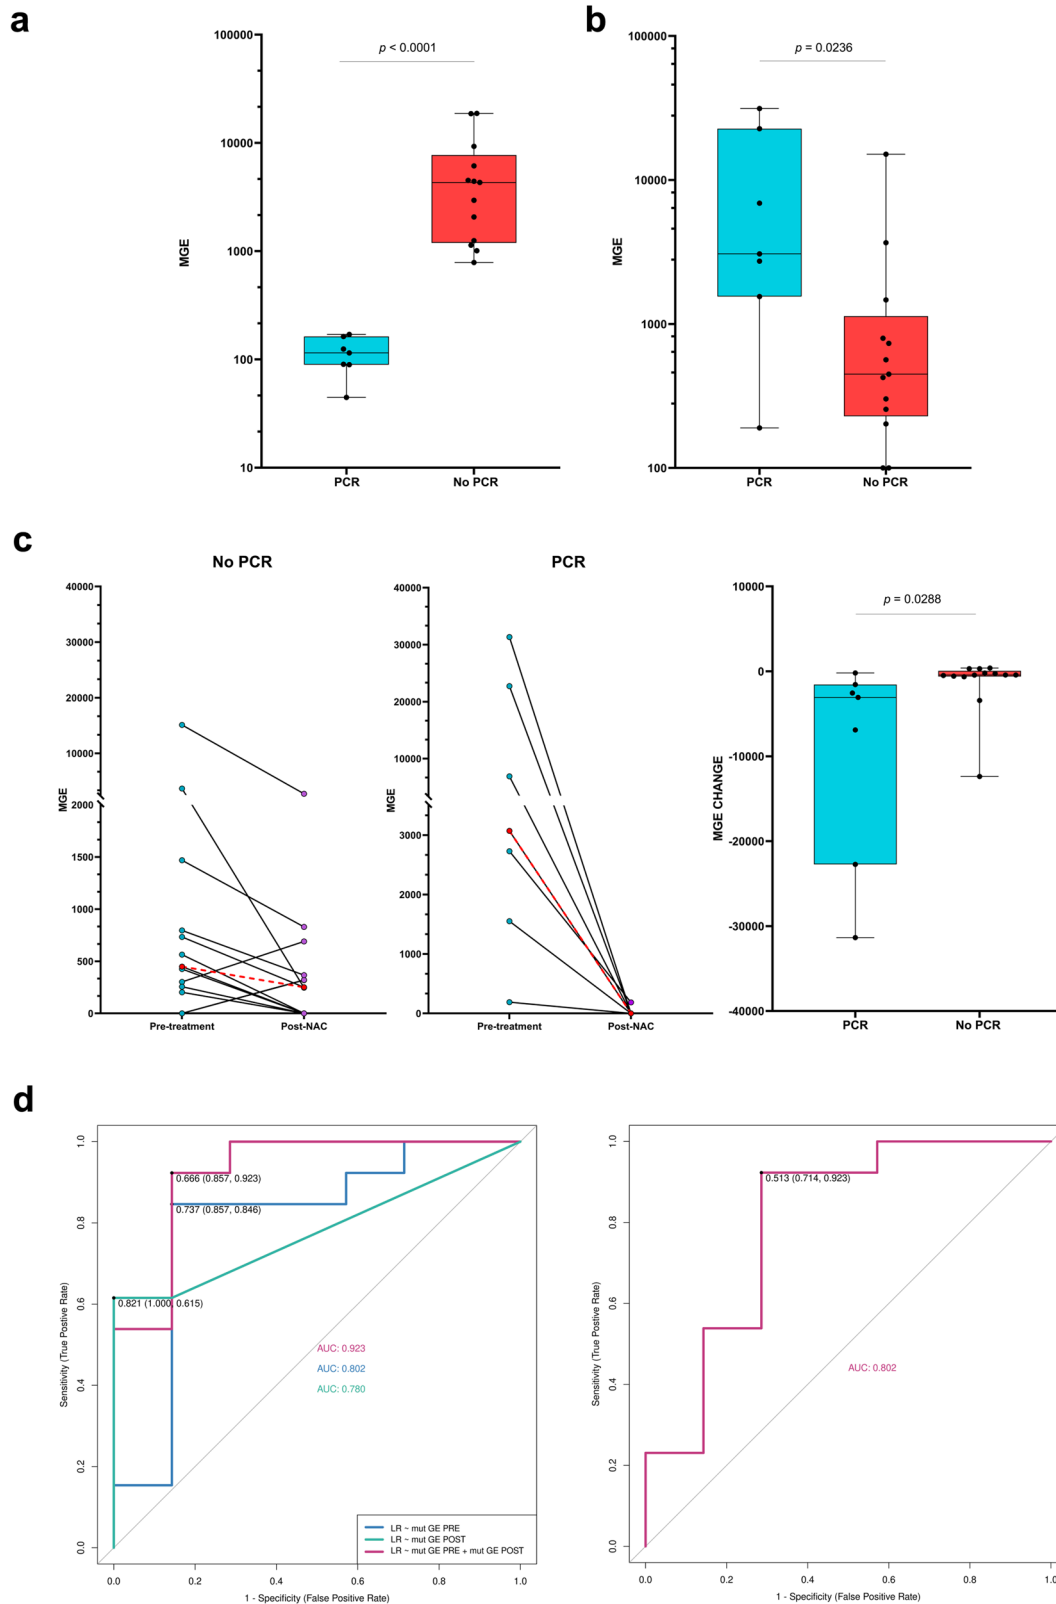 a
b
100000
10000
1000
100
10
MGE
p < 0.0001
PCR
No PCR
100000
10000
1000
100
MGE
p = 0.0236
PCR
No PCR
c
No PCR
40000
30000
20000
10000
2000
1500
1000
500
0
MGE
Pre-treatment
Post-NAC
PCR
40000
30000
20000
10000
3000
2000
1000
0
MGE
Pre-treatment
Post-NAC
10000
0
-10000
-20000
-30000
-40000
MGE CHANGE
p = 0.0288
PCR
No PCR
d
1.0
0.8
0.6
0.4
0.2
0.0
Sensitivity (True Postive Rate)
0.666 (0.857, 0.923)
0.737 (0.857, 0.846)
0.821 (1.000, 0.615)
AUC: 0.923
AUC: 0.802
AUC: 0.780
LR ~ mut GE PRE
LR ~ mut GE POST
LR ~ mut GE PRE + mut GE POST
0.0
0.2
0.4
0.6
0.8
1.0
1 - Specificity (False Positive Rate)
1.0
0.8
0.6
0.4
0.2
0.0
Sensitivity (True Postive Rate)
0.513 (0.714, 0.923)
AUC: 0.802
0.0
0.2
0.4
0.6
0.8
1.0
1 - Specificity (False Positive Rate)